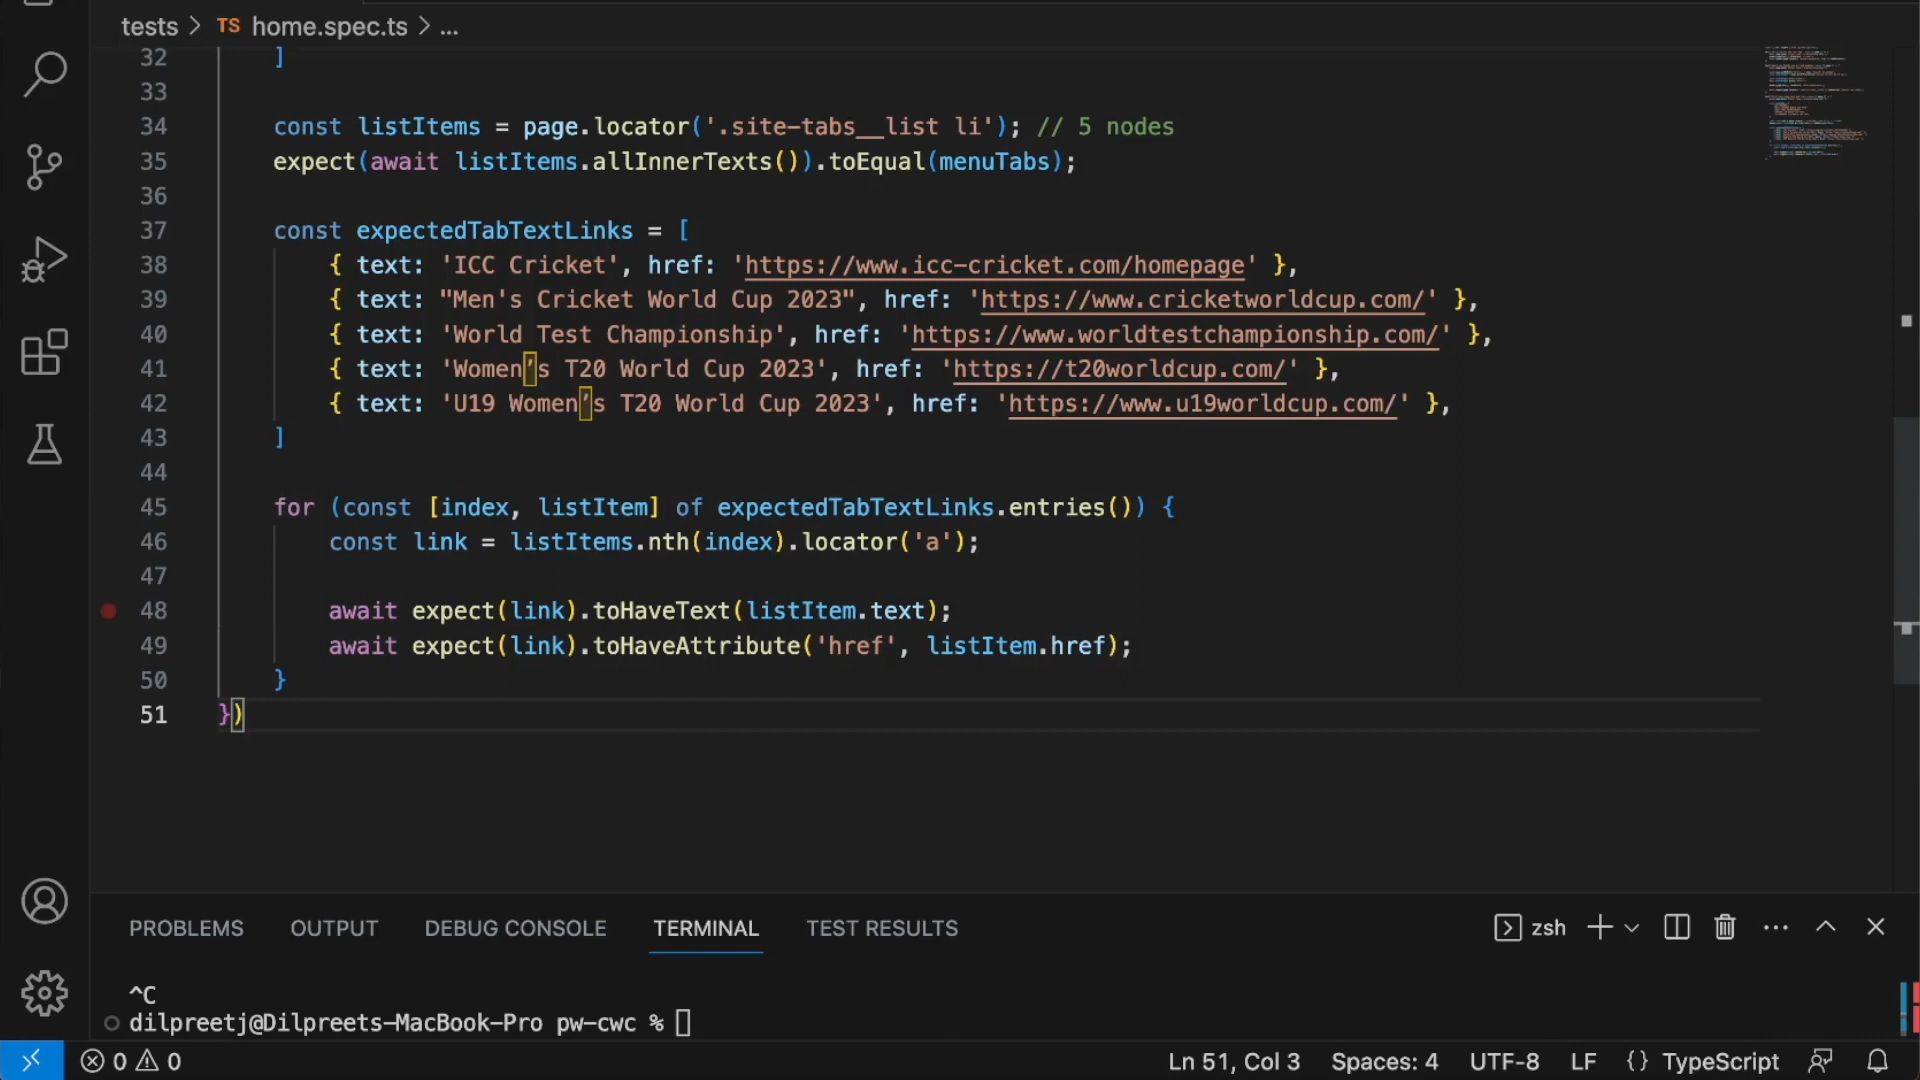 tests > TS home.spec.ts > ...
32 ]
33
34 const listItems = page.locator('.site-tabs__list li'); // 5 nodes
35 expect(await listItems.allInnerTexts()).toEqual(menuTabs);
36
37 const expectedTabTextLinks = [
38 { text: 'ICC Cricket', href: 'https://www.icc-cricket.com/homepage' },
39 { text: "Men's Cricket World Cup 2023", href: 'https://www.cricketworldcup.com/' },
40 { text: 'World Test Championship', href: 'https://www.worldtestchampionship.com/' },
41 { text: 'Women’s T20 World Cup 2023', href: 'https://t20worldcup.com/' },
42 { text: 'U19 Women’s T20 World Cup 2023', href: 'https://www.u19worldcup.com/' },
43 ]
44
45 for (const [index, listItem] of expectedTabTextLinks.entries()) {
46 const link = listItems.nth(index).locator('a');
47
48 await expect(link).toHaveText(listItem.text);
49 await expect(link).toHaveAttribute('href', listItem.href);
50 }
51 })
PROBLEMS OUTPUT DEBUG CONSOLE TERMINAL TEST RESULTS zsh
^C
dilpreetj@Dilpreets-MacBook-Pro pw-cwc %
0 0 Ln 51, Col 3 Spaces: 4 UTF-8 LF {} TypeScript